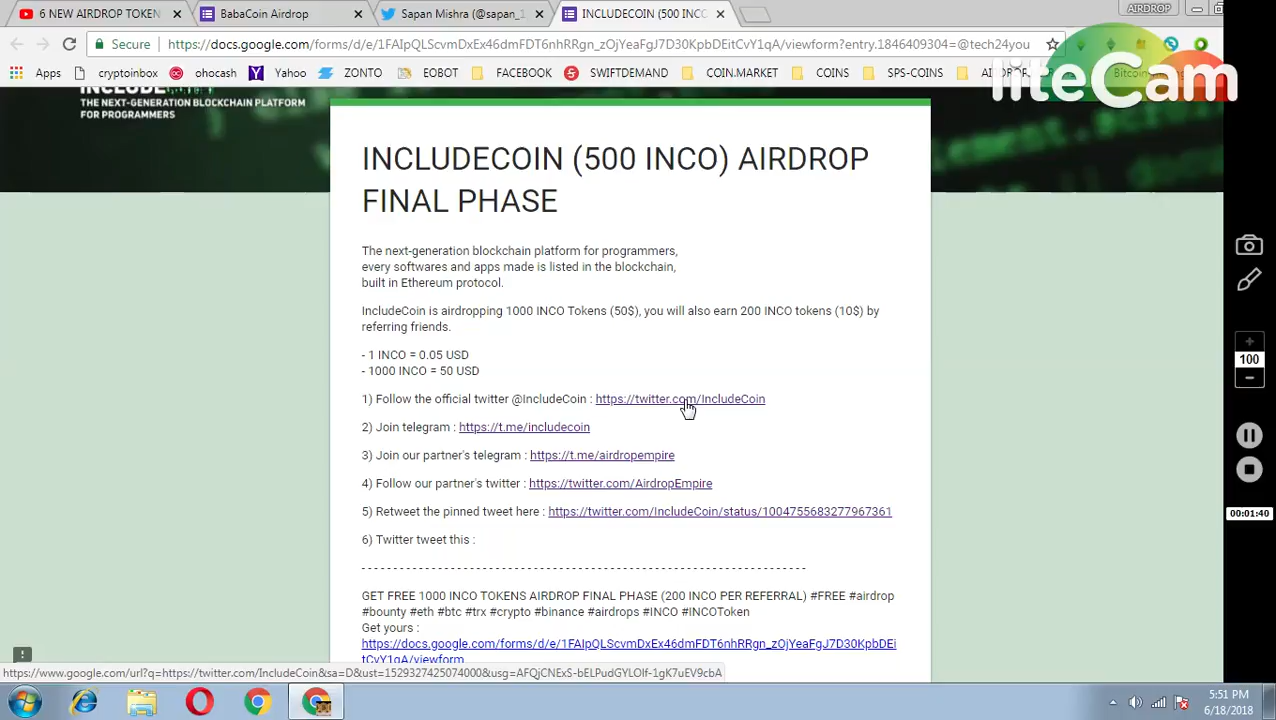 6 NEW AIRDROP TOKEN
BabaCoin Airdrop
Sapan Mishra (@sapan_
INCLUDECOIN (500 INCO
AIRDROP
Secure
https://docs.google.com/forms/d/e/1FAIpQLScvmDxEx46dmFDT6nhRRgn_zOjYeaFgJ7D30KpbDEitCvY1qA/viewform?entry.1846409304=@tech24you
Apps
cryptoinbox
ohocash
Yahoo
ZONTO
EOBOT
FACEBOOK
SWIFTDEMAND
COIN.MARKET
COINS
SPS-COINS
liteCam
THE NEXT-GENERATION BLOCKCHAIN PLATFORM
FOR PROGRAMMERS
INCLUDECOIN (500 INCO) AIRDROP
FINAL PHASE
The next-generation blockchain platform for programmers,
every softwares and apps made is listed in the blockchain,
built in Ethereum protocol.
IncludeCoin is airdropping 1000 INCO Tokens (50$), you will also earn 200 INCO tokens (10$) by
referring friends.
- 1 INCO = 0.05 USD
- 1000 INCO = 50 USD
1) Follow the official twitter @IncludeCoin : https://twitter.com/IncludeCoin
2) Join telegram : https://t.me/includecoin
3) Join our partner's telegram : https://t.me/airdropempire
4) Follow our partner's twitter : https://twitter.com/AirdropEmpire
5) Retweet the pinned tweet here : https://twitter.com/IncludeCoin/status/1004755683277967361
6) Twitter tweet this :
- - - - - - - - - - - - - - - - - - - - - - - - - - - - - - - - - - - - - - - - - - - - - - - - - - - - - - - - - - - - - - - - - - - - - - -
GET FREE 1000 INCO TOKENS AIRDROP FINAL PHASE (200 INCO PER REFERRAL) #FREE #airdrop
#bounty #eth #btc #trx #crypto #binance #airdrops #INCO #INCOToken
Get yours :
https://docs.google.com/forms/d/e/1FAIpQLScvmDxEx46dmFDT6nhRRgn_zOjYeaFgJ7D30KpbDEi
tCvY1qA/viewform
100
00:01:40
https://www.google.com/url?q=https://twitter.com/IncludeCoin&sa=D&ust=1529327425074000&usg=AFQjCNExS-bELPudGYLOIf-1gK7uEV9cbA
5:51 PM
6/18/2018